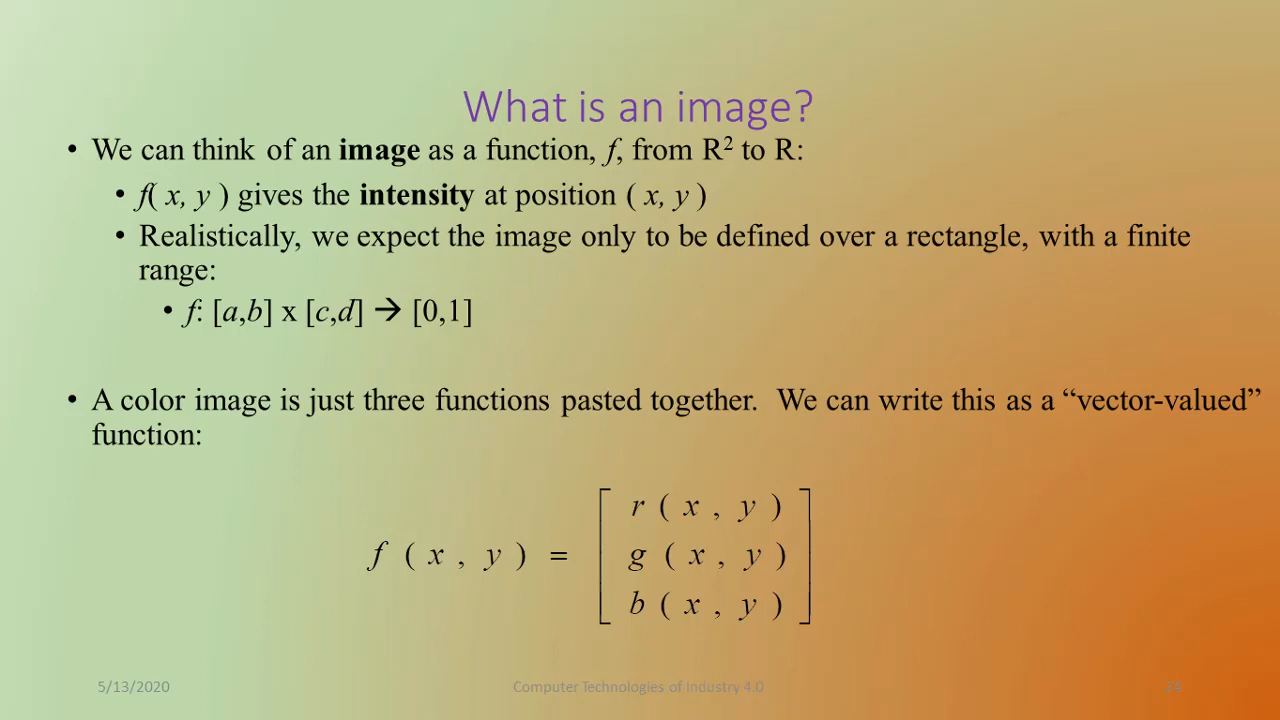 What is an image?
• We can think of an image as a function, f, from R² to R:
• f( x, y ) gives the intensity at position ( x, y )
• Realistically, we expect the image only to be defined over a rectangle, with a finite
range:
• f: [a,b] x [c,d] → [0,1]
• A color image is just three functions pasted together. We can write this as a “vector-valued”
function:
r ( x , y )
f ( x , y ) = g ( x , y )
b ( x , y )
5/13/2020 Computer Technologies of Industry 4.0